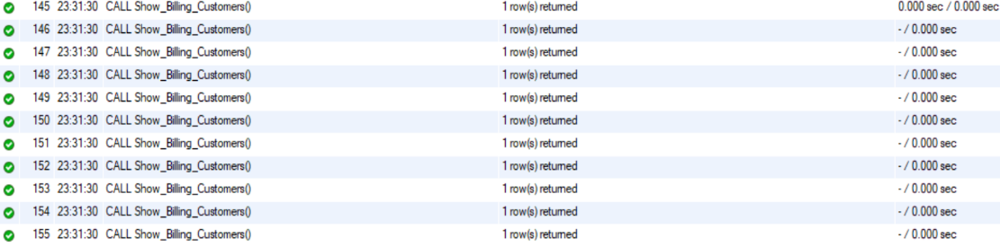 145 23:31:30 CALL Show_Billing_Customers() 1 row(s) returned 0.000 sec / 0.000 sec
146 23:31:30 CALL Show_Billing_Customers() 1 row(s) returned - / 0.000 sec
147 23:31:30 CALL Show_Billing_Customers() 1 row(s) returned - / 0.000 sec
148 23:31:30 CALL Show_Billing_Customers() 1 row(s) returned - / 0.000 sec
149 23:31:30 CALL Show_Billing_Customers() 1 row(s) returned - / 0.000 sec
150 23:31:30 CALL Show_Billing_Customers() 1 row(s) returned - / 0.000 sec
151 23:31:30 CALL Show_Billing_Customers() 1 row(s) returned - / 0.000 sec
152 23:31:30 CALL Show_Billing_Customers() 1 row(s) returned - / 0.000 sec
153 23:31:30 CALL Show_Billing_Customers() 1 row(s) returned - / 0.000 sec
154 23:31:30 CALL Show_Billing_Customers() 1 row(s) returned - / 0.000 sec
155 23:31:30 CALL Show_Billing_Customers() 1 row(s) returned - / 0.000 sec